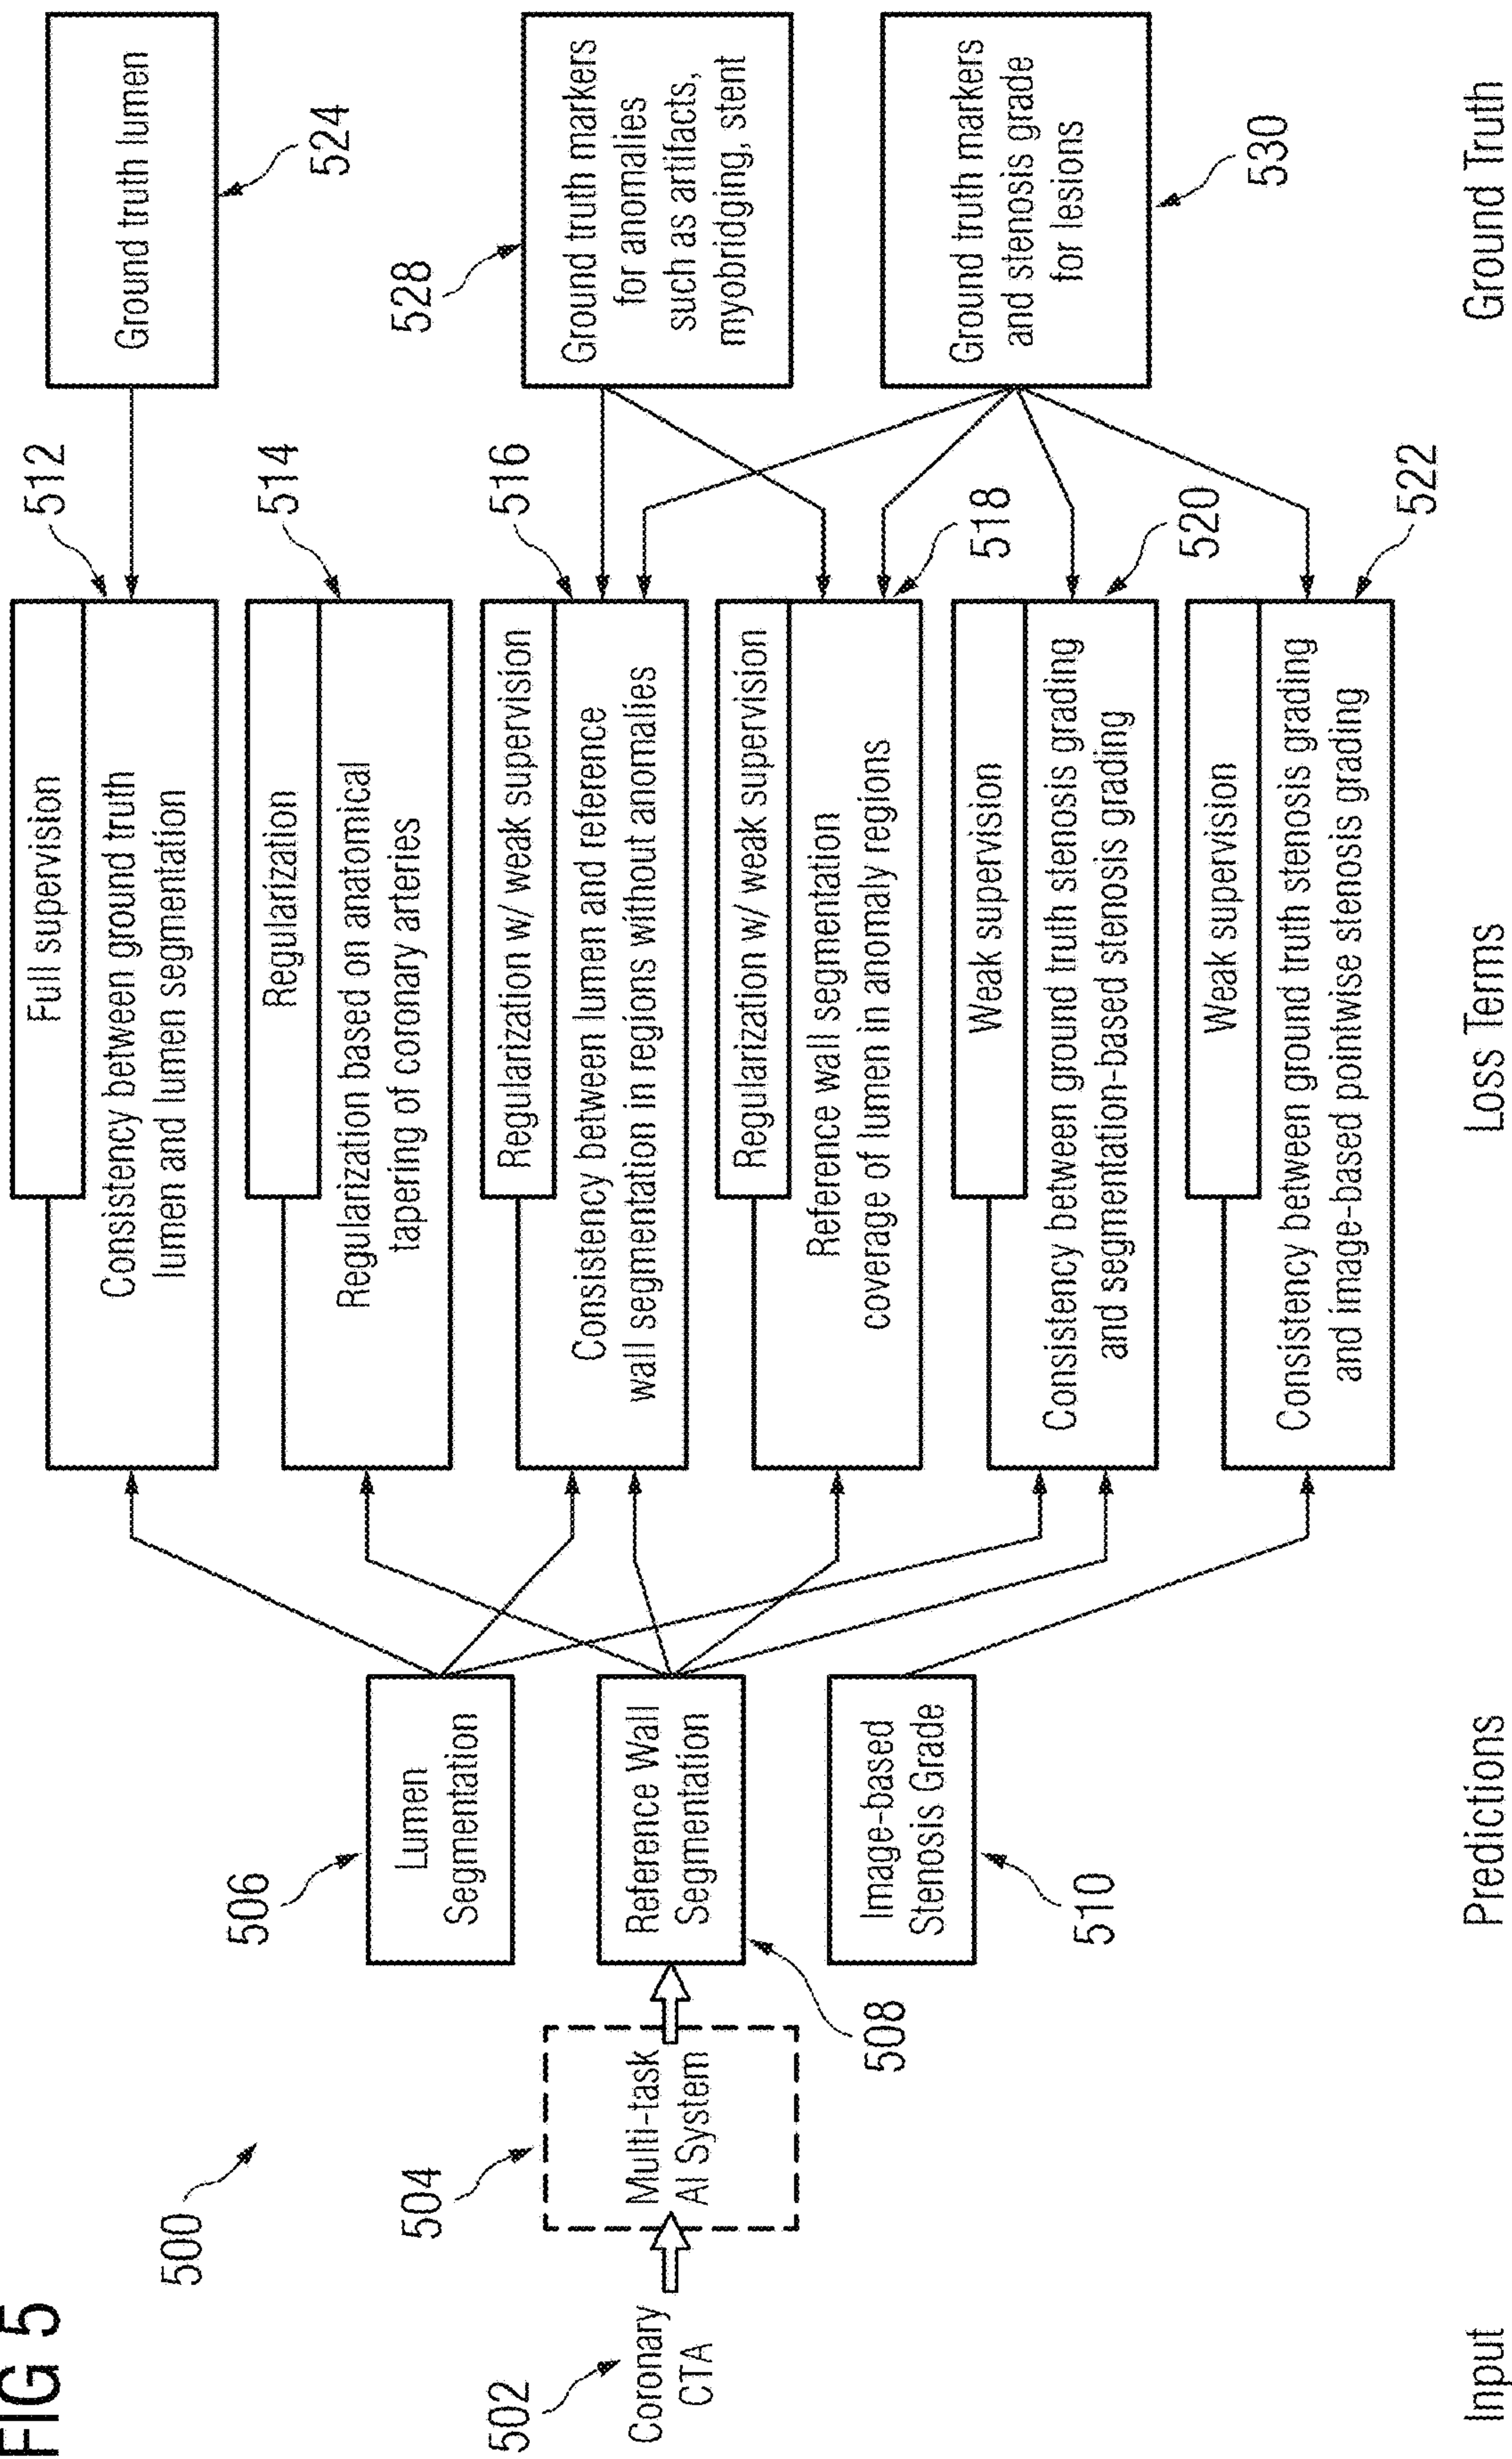 FIG 5
500
502
Coronary
CTA
504
Multi-task
AI System
506
Lumen
Segmentation
Reference Wall
Segmentation
508
Image-based
Stenosis Grade
510
Full supervision
512
Consistency between ground truth
lumen and lumen segmentation
Regularization
514
Regularization based on anatomical
tapering of coronary arteries
Regularization w/ weak supervision
516
Consistency between lumen and reference
wall segmentation in regions without anomalies
Regularization w/ weak supervision
518
Reference wall segmentation
coverage of lumen in anomaly regions
Weak supervision
520
Consistency between ground truth stenosis grading
and segmentation-based stenosis grading
Weak supervision
522
Consistency between ground truth stenosis grading
and image-based pointwise stenosis grading
Ground truth lumen
524
528
Ground truth markers
for anomalies
such as artifacts,
myobridging, stent
Ground truth markers
and stenosis grade
for lesions
530
Input
Predictions
Loss Terms
Ground Truth